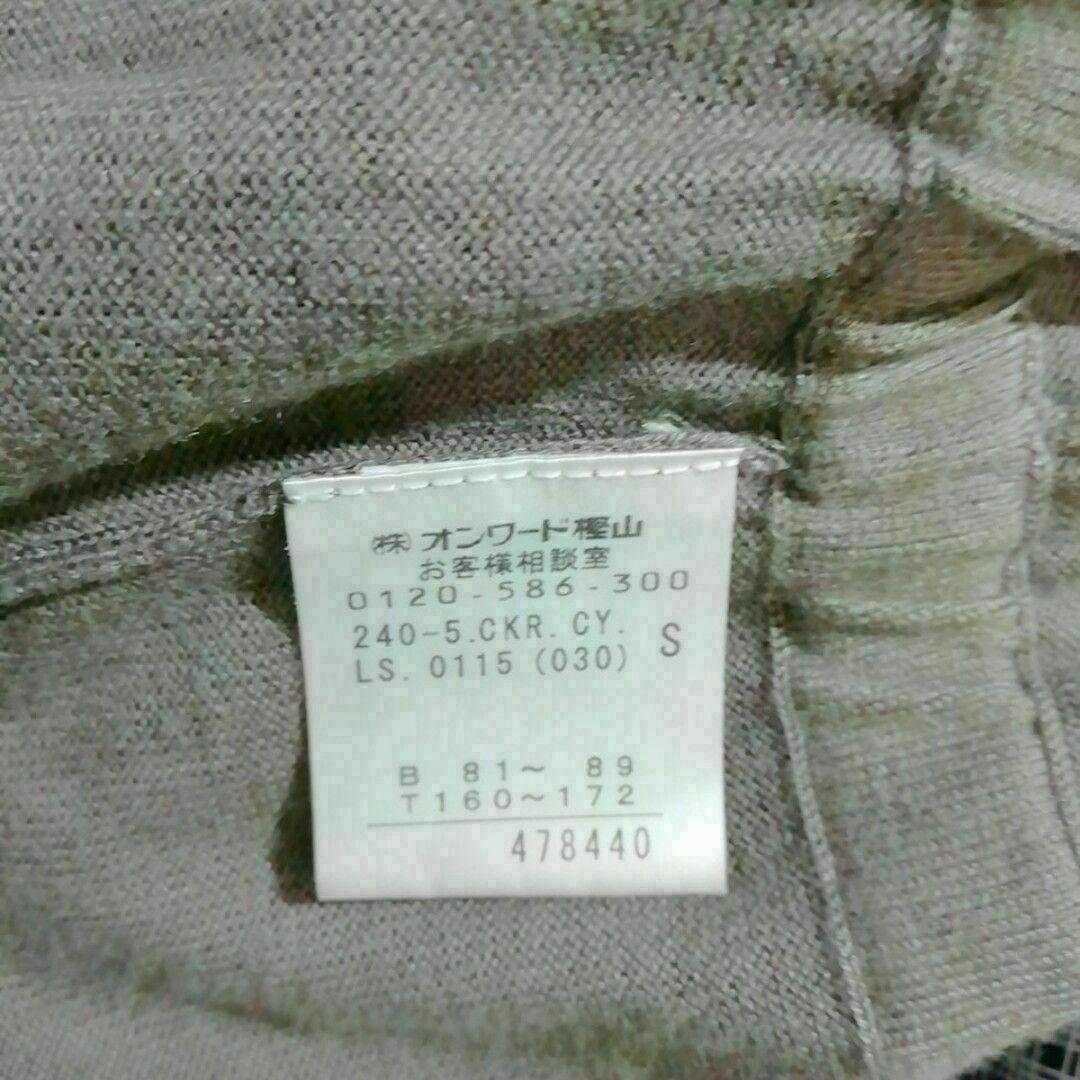 (株)オンワード樫山
お客様相談室
0120-586-300
240-5.CKR.CY.
LS. 0115 (030) S
B 81〜 89
T160〜172
478440